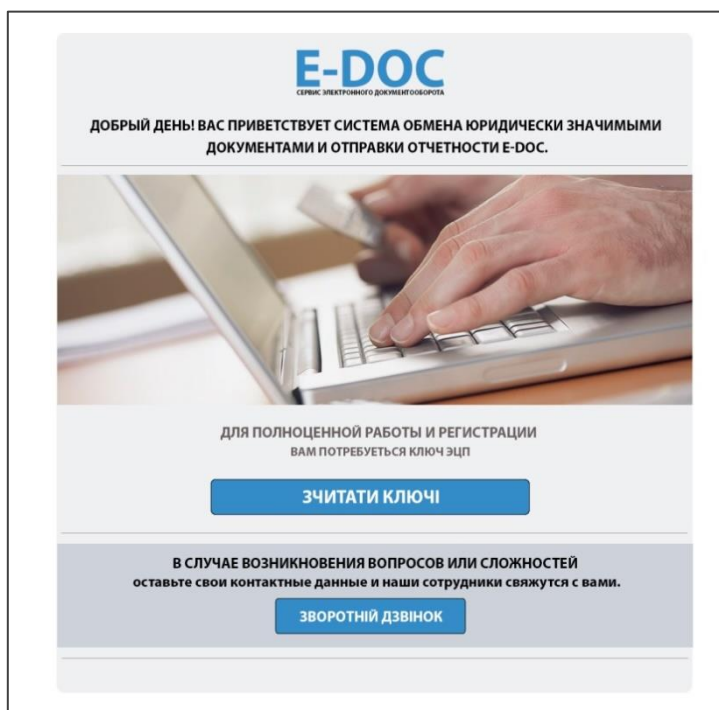 E-DOC
СЕРВИС ЭЛЕКТРОННОГО ДОКУМЕНТООБОРОТА
ДОБРЫЙ ДЕНЬ! ВАС ПРИВЕТСТВУЕТ СИСТЕМА ОБМЕНА ЮРИДИЧЕСКИ ЗНАЧИМЫМИ
ДОКУМЕНТАМИ И ОТПРАВКИ ОТЧЕТНОСТИ E-DOC.
ДЛЯ ПОЛНОЦЕННОЙ РАБОТЫ И РЕГИСТРАЦИИ
ВАМ ПОТРЕБУЕТЬСЯ КЛЮЧ ЭЦП
ЗЧИТАТИ КЛЮЧІ
В СЛУЧАЕ ВОЗНИКНОВЕНИЯ ВОПРОСОВ ИЛИ СЛОЖНОСТЕЙ
оставьте свои контактные данные и наши сотрудники свяжутся с вами.
ЗВОРОТНІЙ ДЗВІНОК